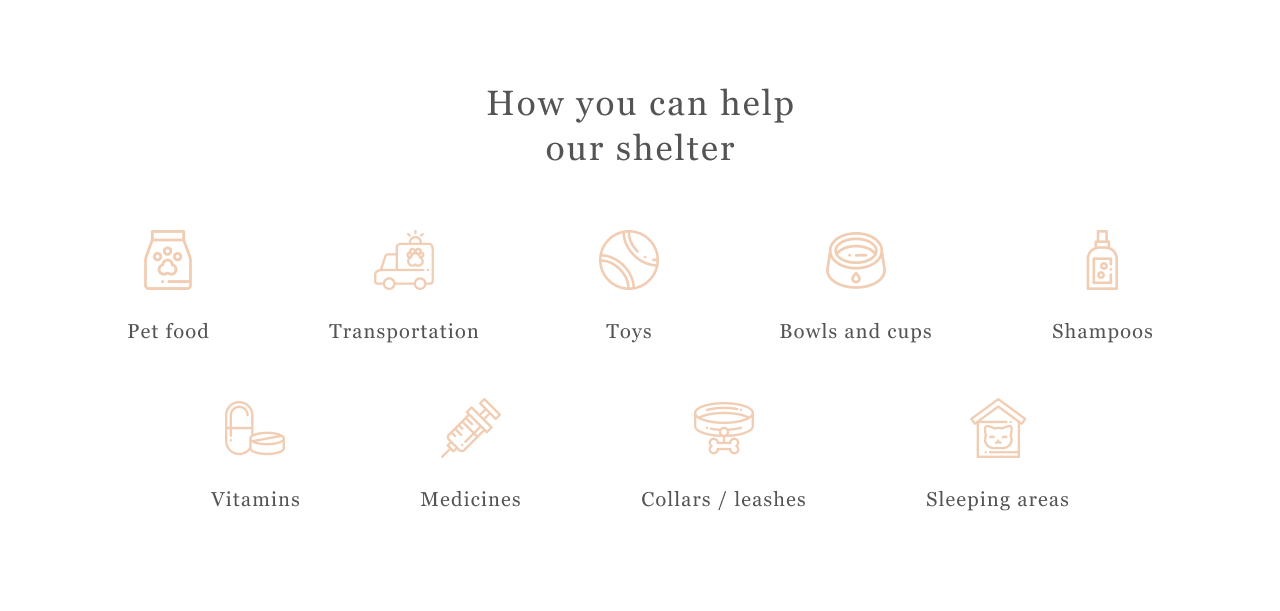 How you can help
our shelter
Pet food
Transportation
Toys
Bowls and cups
Shampoos
Vitamins
Medicines
Collars / leashes
Sleeping areas